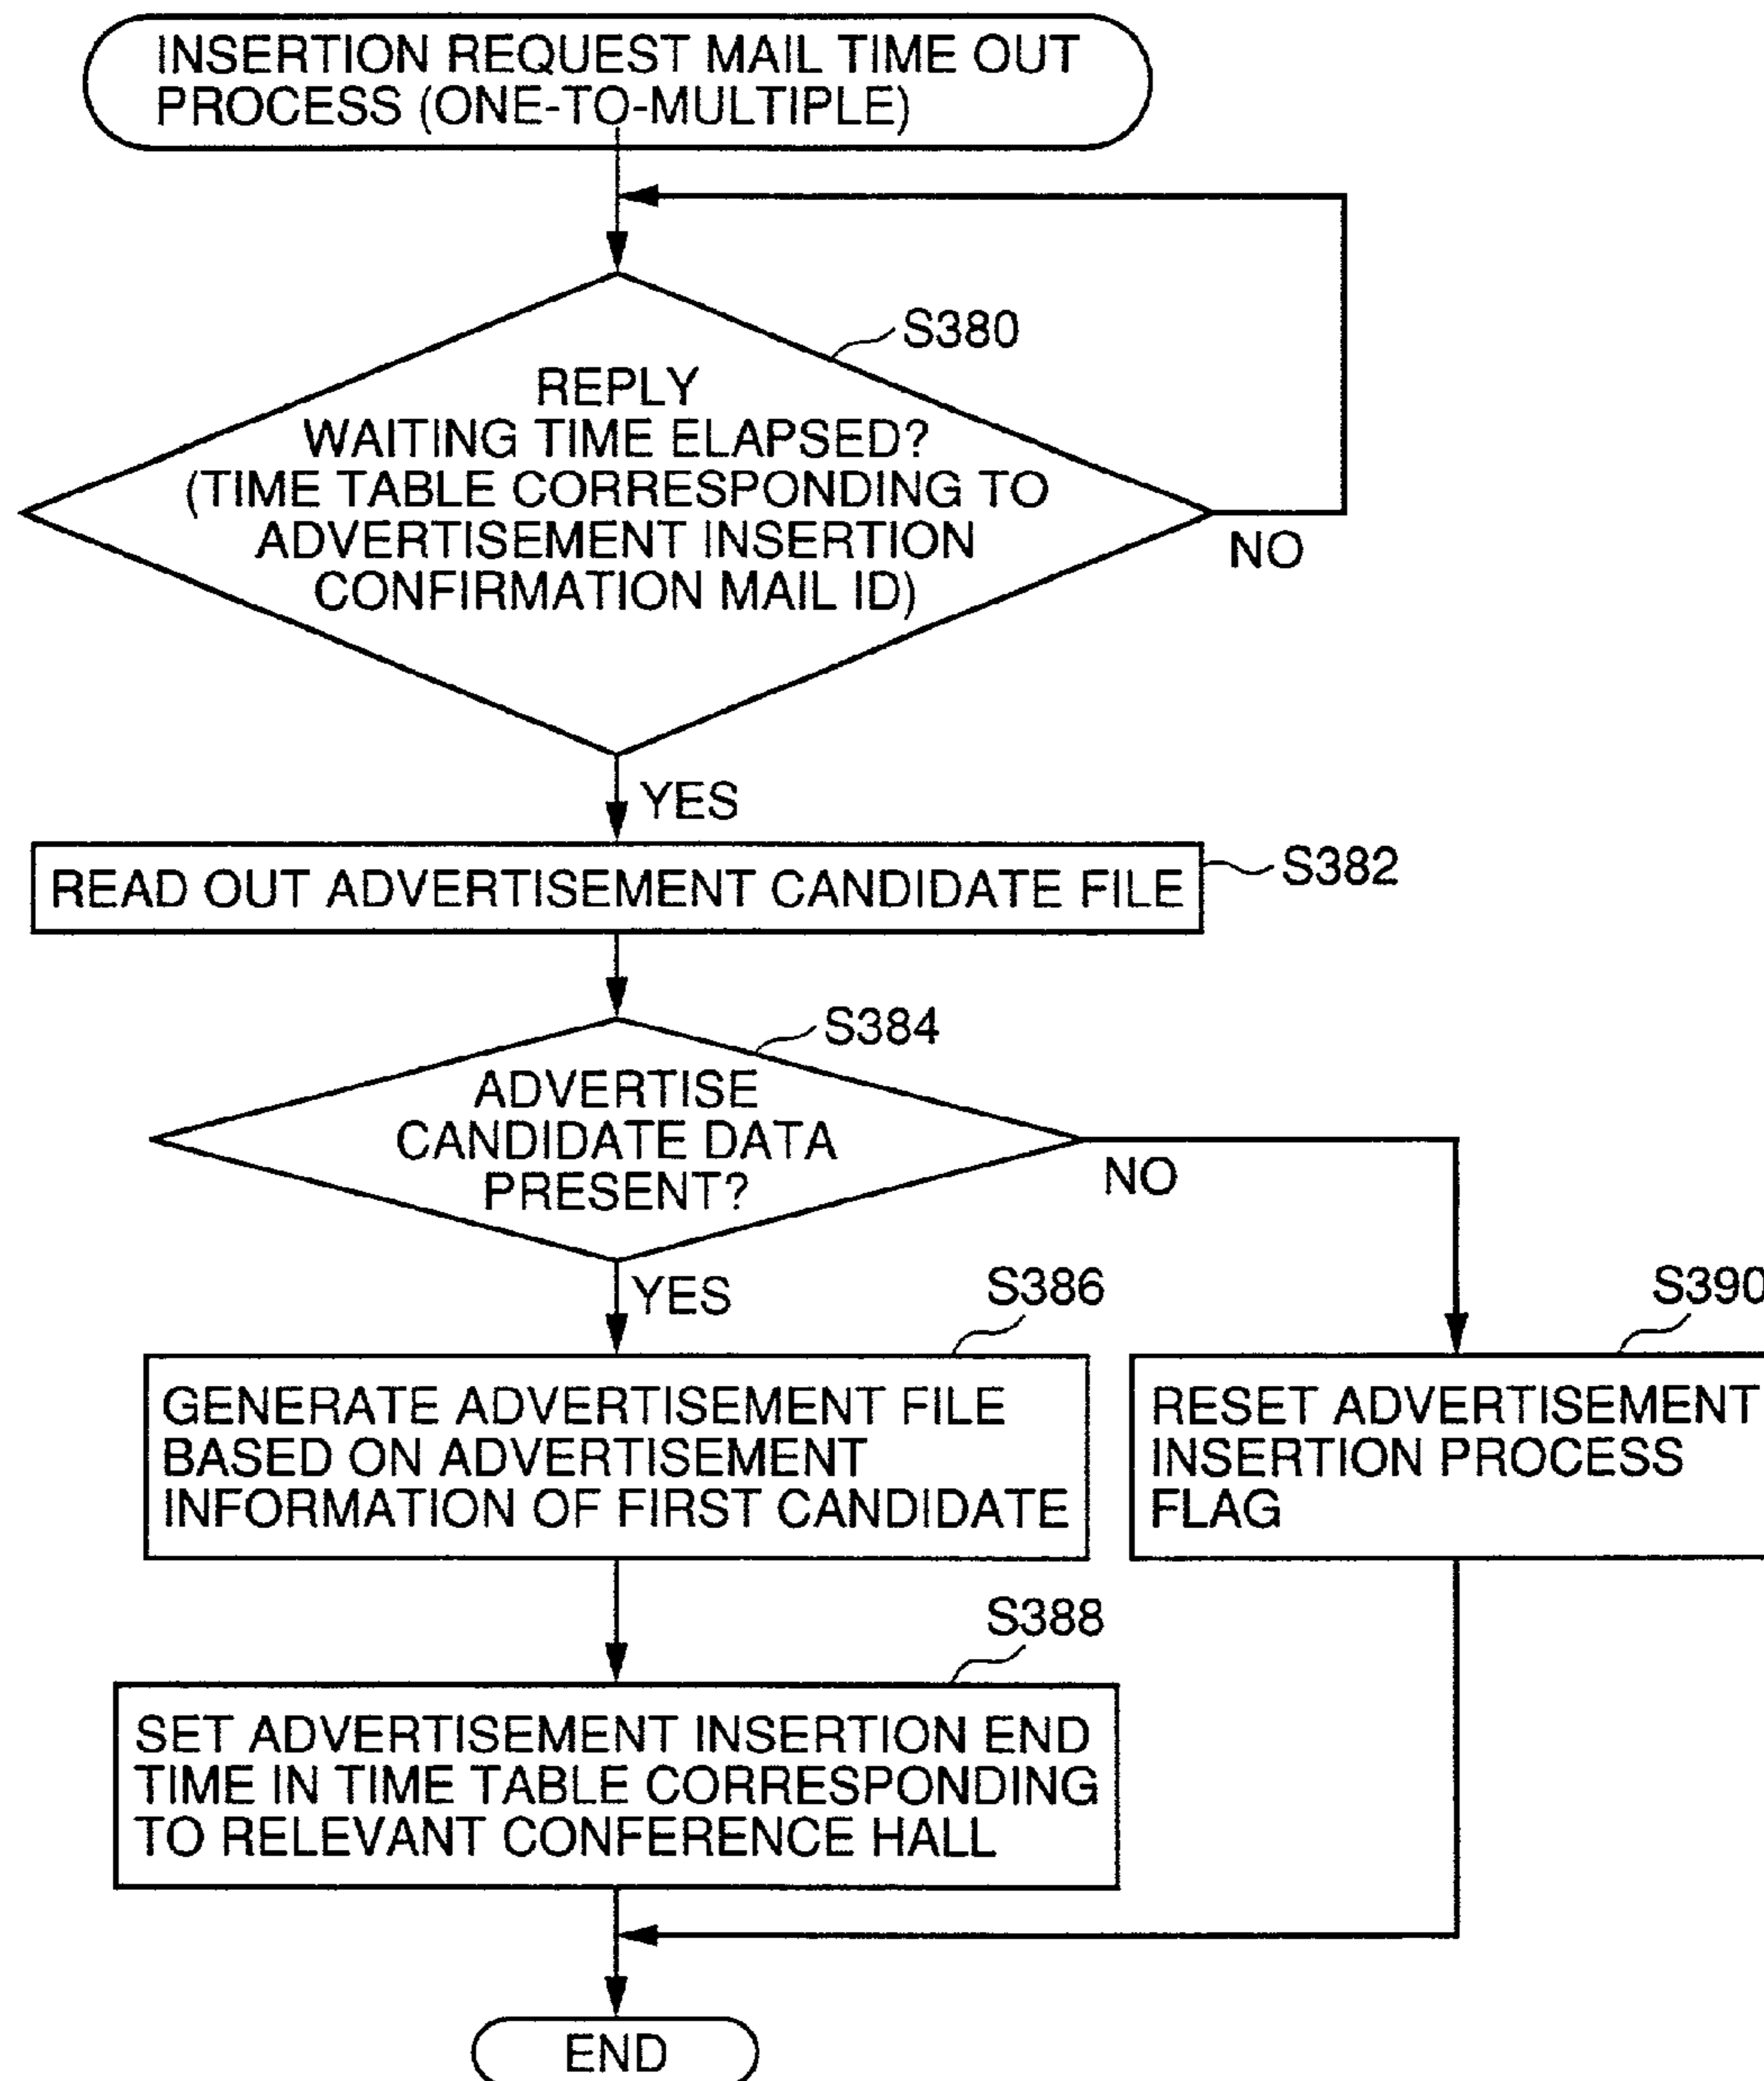 INSERTION REQUEST MAIL TIME OUT
PROCESS (ONE-TO-MULTIPLE)
S380
REPLY
WAITING TIME ELAPSED?
(TIME TABLE CORRESPONDING TO
ADVERTISEMENT INSERTION
CONFIRMATION MAIL ID)
NO
YES
READ OUT ADVERTISEMENT CANDIDATE FILE
S382
S384
ADVERTISE
CANDIDATE DATA
PRESENT?
NO
YES
S386
S390
GENERATE ADVERTISEMENT FILE
BASED ON ADVERTISEMENT
INFORMATION OF FIRST CANDIDATE
RESET ADVERTISEMENT
INSERTION PROCESS
FLAG
S388
SET ADVERTISEMENT INSERTION END
TIME IN TIME TABLE CORRESPONDING
TO RELEVANT CONFERENCE HALL
END